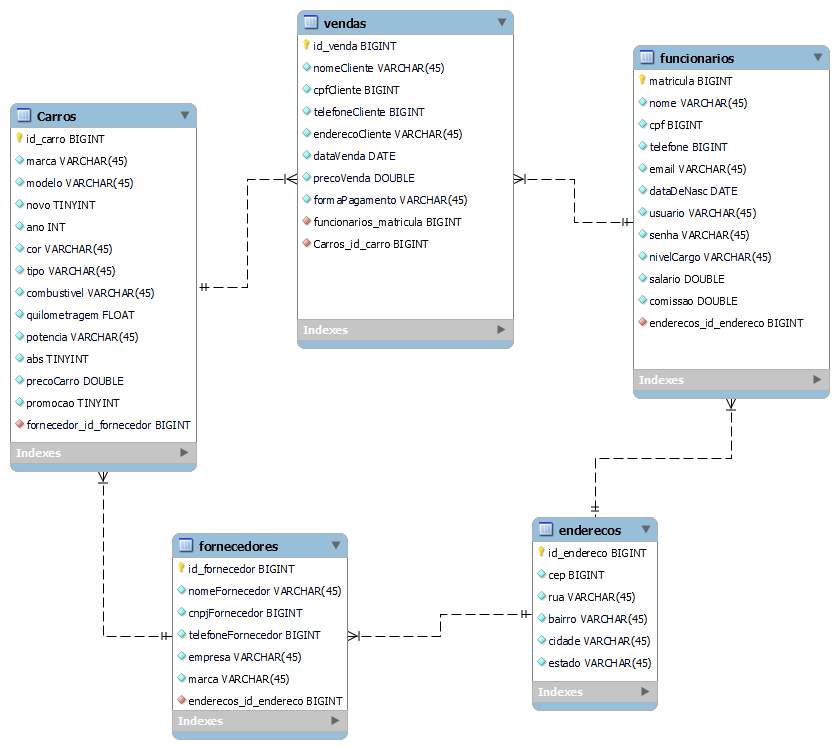 vendas
id_venda BIGINT
nomeCliente VARCHAR(45)
cpfCliente BIGINT
telefoneCliente BIGINT
enderecoCliente VARCHAR(45)
dataVenda DATE
precoVenda DOUBLE
formaPagamento VARCHAR(45)
funcionarios_matricula BIGINT
Carros_id_carro BIGINT
Indexes
funcionarios
matricula BIGINT
nome VARCHAR(45)
cpf BIGINT
telefone BIGINT
email VARCHAR(45)
dataDeNasc DATE
usuario VARCHAR(45)
senha VARCHAR(45)
nivelCargo VARCHAR(45)
salario DOUBLE
comissao DOUBLE
enderecos_id_endereco BIGINT
Indexes
Carros
id_carro BIGINT
marca VARCHAR(45)
modelo VARCHAR(45)
novo TINYINT
ano INT
cor VARCHAR(45)
tipo VARCHAR(45)
combustivel VARCHAR(45)
quilometragem FLOAT
potencia VARCHAR(45)
abs TINYINT
precoCarro DOUBLE
promocao TINYINT
fornecedor_id_fornecedor BIGINT
Indexes
fornecedores
id_fornecedor BIGINT
nomeFornecedor VARCHAR(45)
cnpjFornecedor BIGINT
telefoneFornecedor BIGINT
empresa VARCHAR(45)
marca VARCHAR(45)
enderecos_id_endereco BIGINT
Indexes
enderecos
id_endereco BIGINT
cep BIGINT
rua VARCHAR(45)
bairro VARCHAR(45)
cidade VARCHAR(45)
estado VARCHAR(45)
Indexes